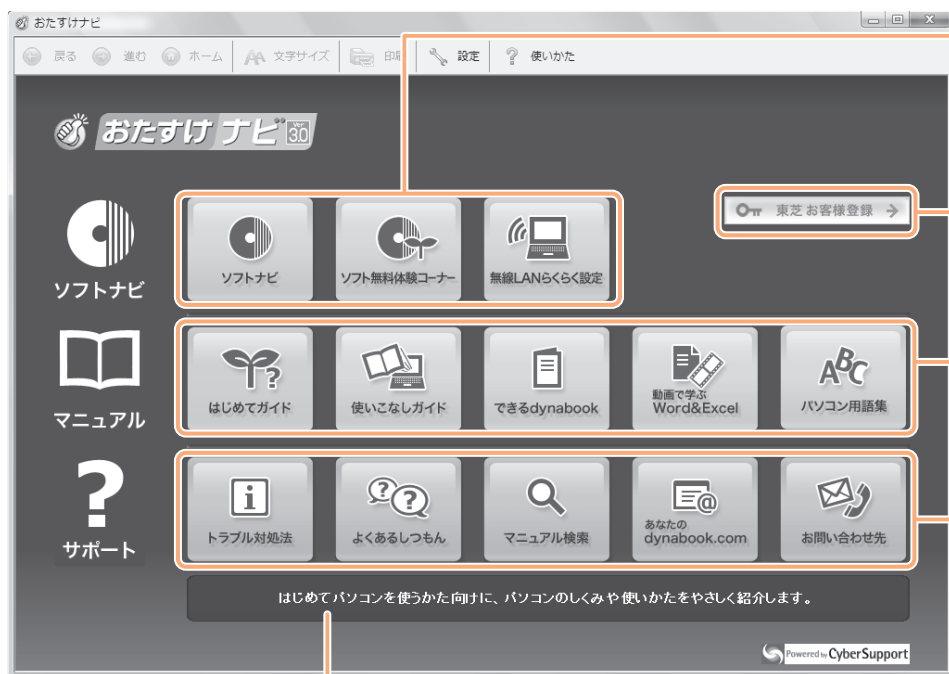 おたすけナビ
戻る 進む ホーム AA 文字サイズ 印刷 設定 ? 使いかた
おたすけナビ Ver 3.0
東芝お客様登録 →
ソフトナビ
ソフトナビ ソフト無料体験コーナー 無線LANらくらく設定
マニュアル
はじめてガイド 使いこなしガイド できるdynabook 動画で学ぶ
Word&Excel
ABC
パソコン用語集
?
サポート
トラブル対処法 よくあるしつもん マニュアル検索 あなたの
dynabook.com
お問い合わせ先
はじめてパソコンを使うかた向けに、パソコンのしくみや使いかたをやさしく紹介します。
Powered by CyberSupport